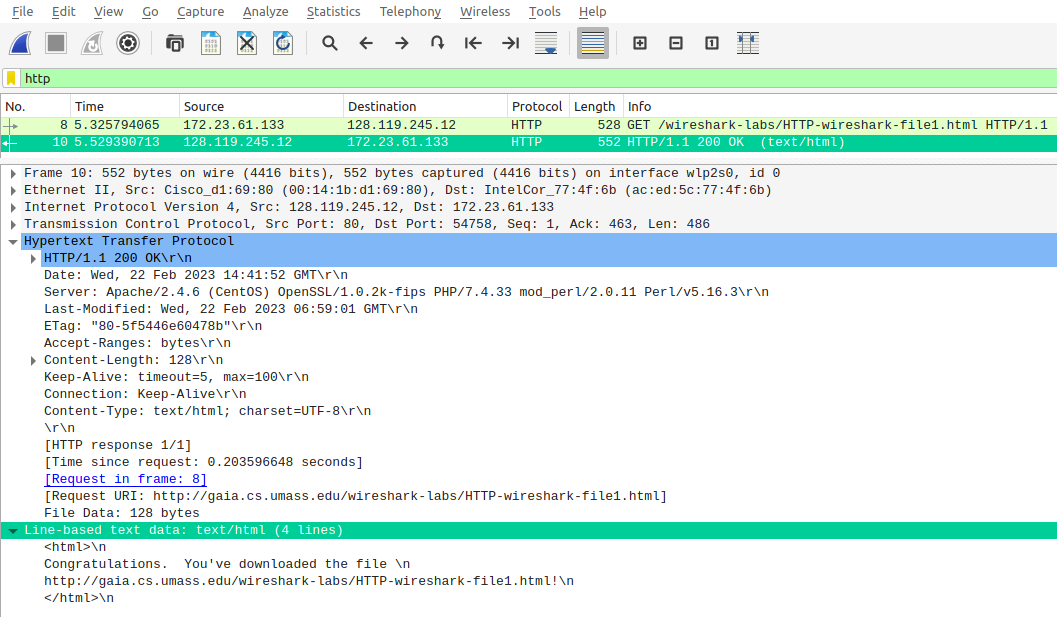 File Edit View Go Capture Analyze Statistics Telephony Wireless Tools Help
http
No. Time Source Destination Protocol Length Info
8 5.325794065 172.23.61.133 128.119.245.12 HTTP 528 GET /wireshark-labs/HTTP-wireshark-file1.html HTTP/1.1
10 5.529390713 128.119.245.12 172.23.61.133 HTTP 552 HTTP/1.1 200 OK  (text/html)
Frame 10: 552 bytes on wire (4416 bits), 552 bytes captured (4416 bits) on interface wlp2s0, id 0
Ethernet II, Src: Cisco_d1:69:80 (00:14:1b:d1:69:80), Dst: IntelCor_77:4f:6b (ac:ed:5c:77:4f:6b)
Internet Protocol Version 4, Src: 128.119.245.12, Dst: 172.23.61.133
Transmission Control Protocol, Src Port: 80, Dst Port: 54758, Seq: 1, Ack: 463, Len: 486
Hypertext Transfer Protocol
HTTP/1.1 200 OK\r\n
Date: Wed, 22 Feb 2023 14:41:52 GMT\r\n
Server: Apache/2.4.6 (CentOS) OpenSSL/1.0.2k-fips PHP/7.4.33 mod_perl/2.0.11 Perl/v5.16.3\r\n
Last-Modified: Wed, 22 Feb 2023 06:59:01 GMT\r\n
ETag: "80-5f5446e60478b"\r\n
Accept-Ranges: bytes\r\n
Content-Length: 128\r\n
Keep-Alive: timeout=5, max=100\r\n
Connection: Keep-Alive\r\n
Content-Type: text/html; charset=UTF-8\r\n
\r\n
[HTTP response 1/1]
[Time since request: 0.203596648 seconds]
[Request in frame: 8]
[Request URI: http://gaia.cs.umass.edu/wireshark-labs/HTTP-wireshark-file1.html]
File Data: 128 bytes
Line-based text data: text/html (4 lines)
<html>\n
Congratulations.  You've downloaded the file \n
http://gaia.cs.umass.edu/wireshark-labs/HTTP-wireshark-file1.html!\n
</html>\n